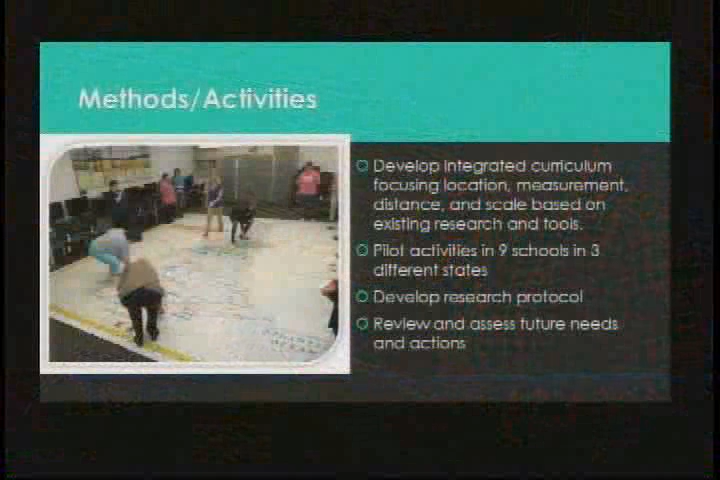 Methods/Activities
Develop integrated curriculum
focusing location, measurement,
distance, and scale based on
existing research and tools.
Pilot activities in 9 schools in 3
different states
Develop research protocol
Review and assess future needs
and actions